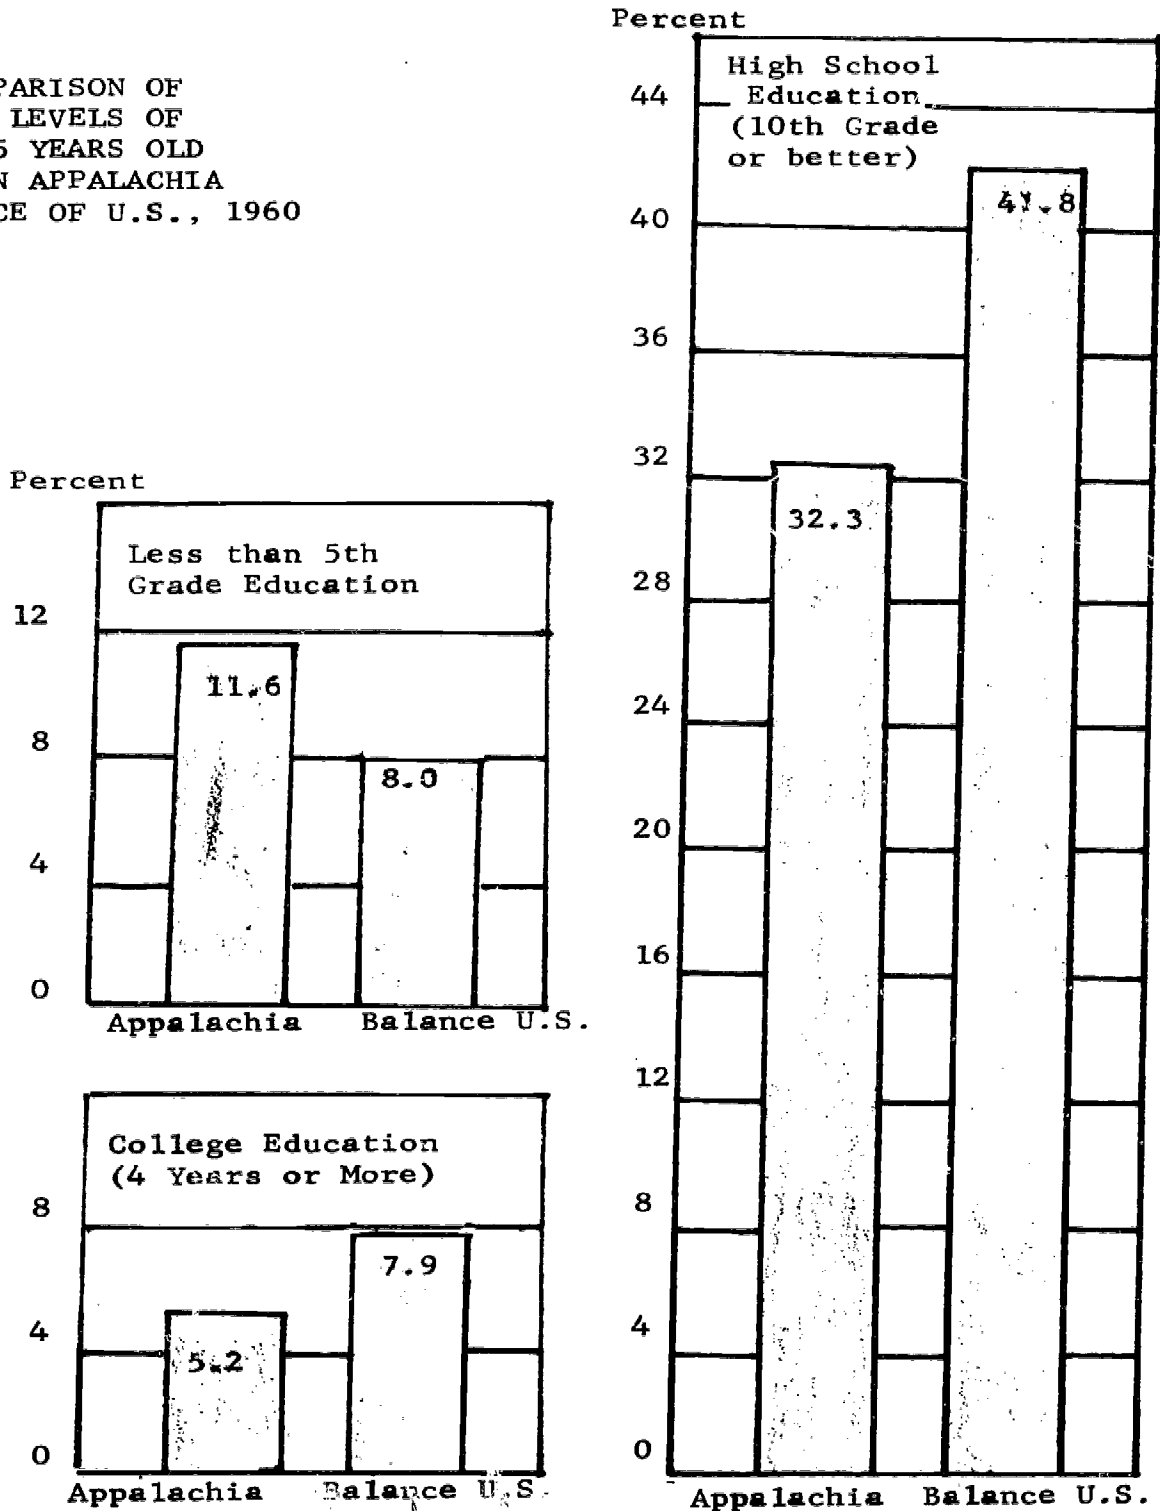 PARISON OF
LEVELS OF
5 YEARS OLD
N APPALACHIA
CE OF U.S., 1960
Percent
High School
Education
(10th Grade
or better)
44
40
36
32
28
24
20
16
12
8
4
0
41.8
32.3
Appalachia Balance U.S.
Percent
Less than 5th
Grade Education
12
8
4
0
11.6
8.0
Appalachia Balance U.S.
College Education
(4 Years or More)
8
4
0
7.9
5.2
Appalachia Balance U.S.